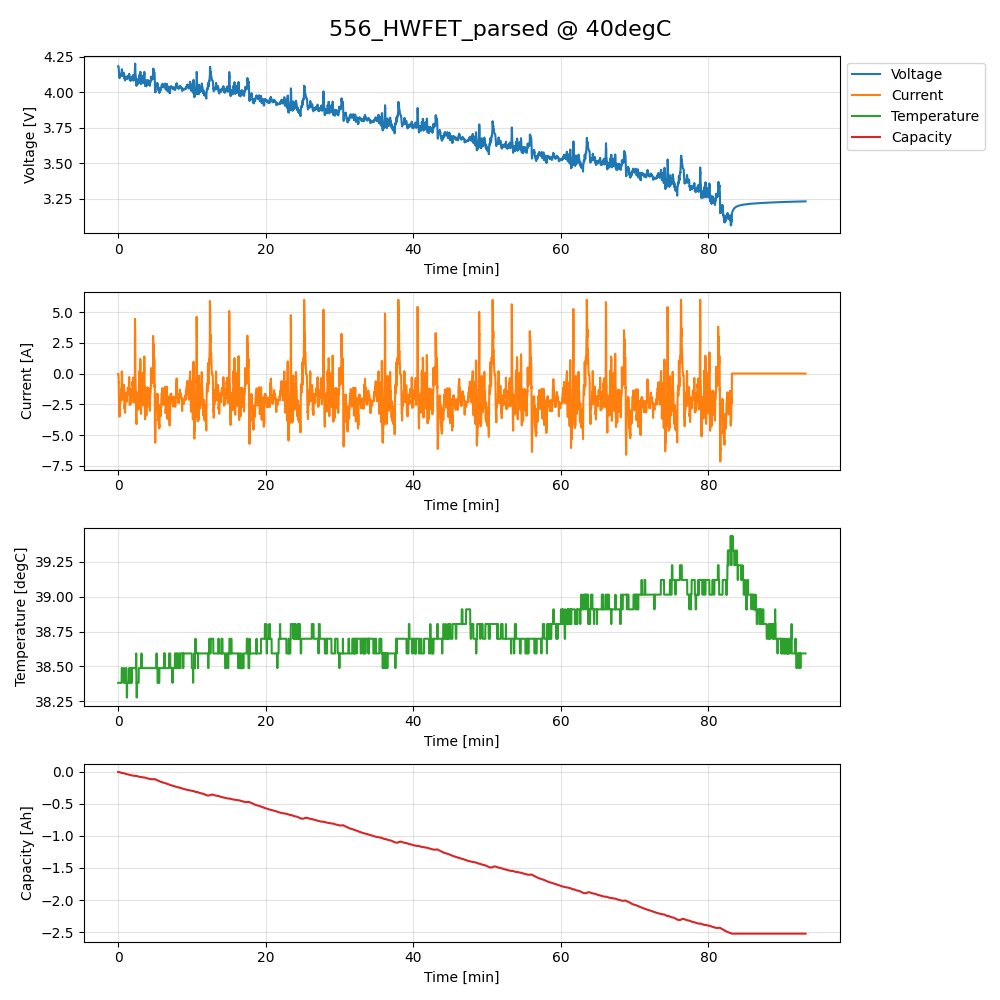 556_HWFET_parsed @ 40degC
4.25
4.00
3.75
3.50
3.25
Voltage [V]
0 20 40 60 80
Time [min]
Voltage
Current
Temperature
Capacity
5.0
2.5
0.0
−2.5
−5.0
−7.5
Current [A]
0 20 40 60 80
Time [min]
39.25
39.00
38.75
38.50
38.25
Temperature [degC]
0 20 40 60 80
Time [min]
0.0
−0.5
−1.0
−1.5
−2.0
−2.5
Capacity [Ah]
0 20 40 60 80
Time [min]